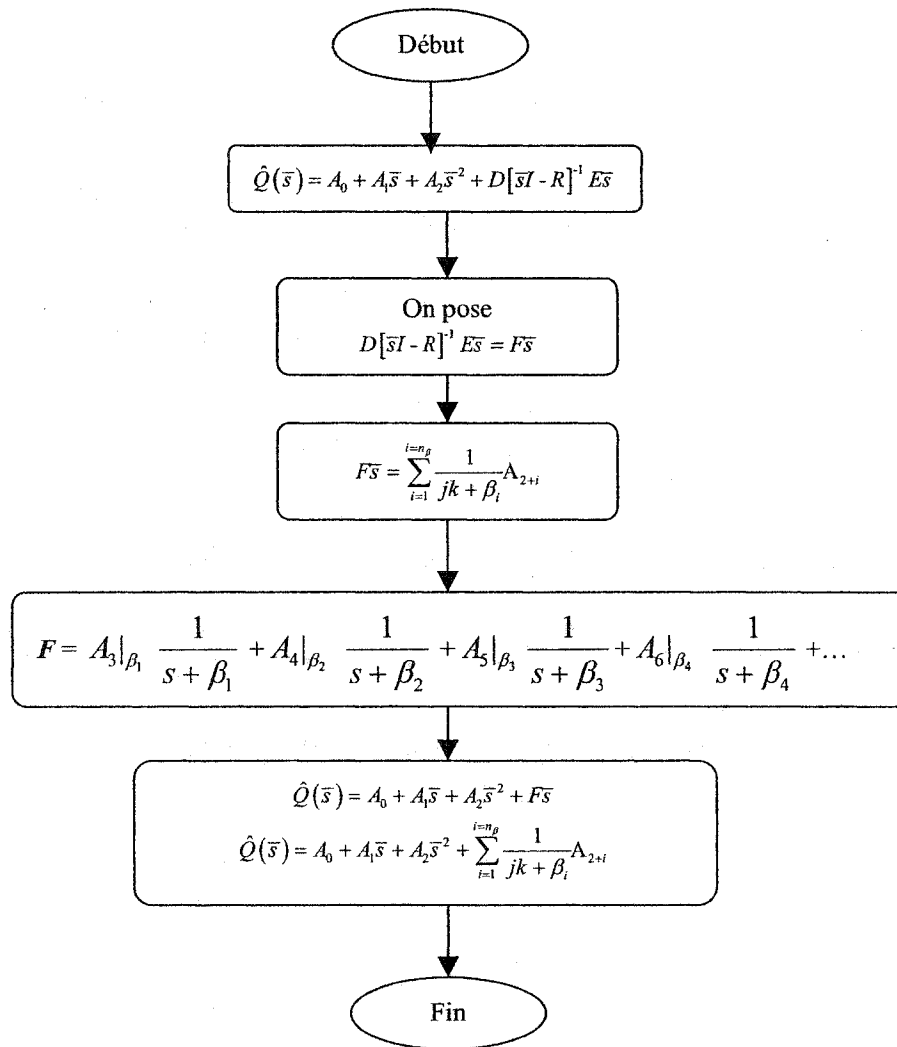 Début
Q̂(s̄) = A₀ + A₁s̄ + A₂s̄² + D[s̄I - R]⁻¹ Es̄
On pose
D[s̄I - R]⁻¹ Es̄ = Fs̄
Fs̄ = ∑_{i=1}^{i=n_β} 1/(jk + β_i) A_{2+i}
F = A₃|_{β₁} 1/(s + β₁) + A₄|_{β₂} 1/(s + β₂) + A₅|_{β₃} 1/(s + β₃) + A₆|_{β₄} 1/(s + β₄) +...
Q̂(s̄) = A₀ + A₁s̄ + A₂s̄² + Fs̄
Q̂(s̄) = A₀ + A₁s̄ + A₂s̄² + ∑_{i=1}^{i=n_β} 1/(jk + β_i) A_{2+i}
Fin